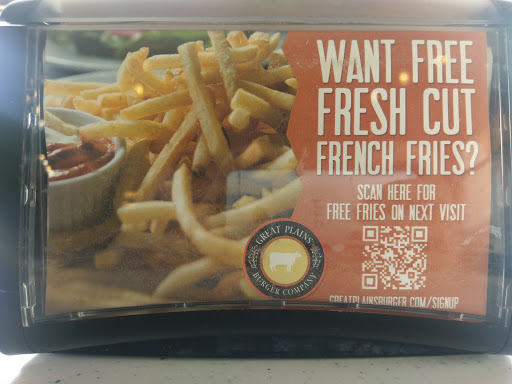 WANT FREE
FRESH CUT
FRENCH FRIES?
SCAN HERE FOR
FREE FRIES ON NEXT VISIT
GREAT PLAINS
BURGER COMPANY
GREATPLAINSBURGER.COM/SIGNUP